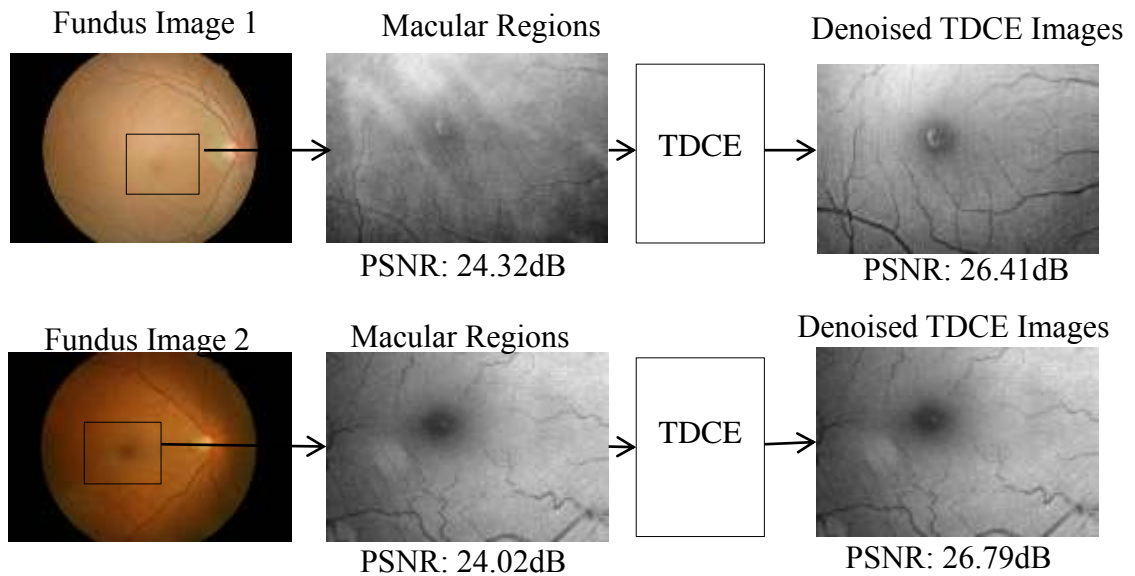 Fundus Image 1
Macular Regions
Denoised TDCE Images
TDCE
PSNR: 24.32dB
PSNR: 26.41dB
Fundus Image 2
Macular Regions
Denoised TDCE Images
TDCE
PSNR: 24.02dB
PSNR: 26.79dB